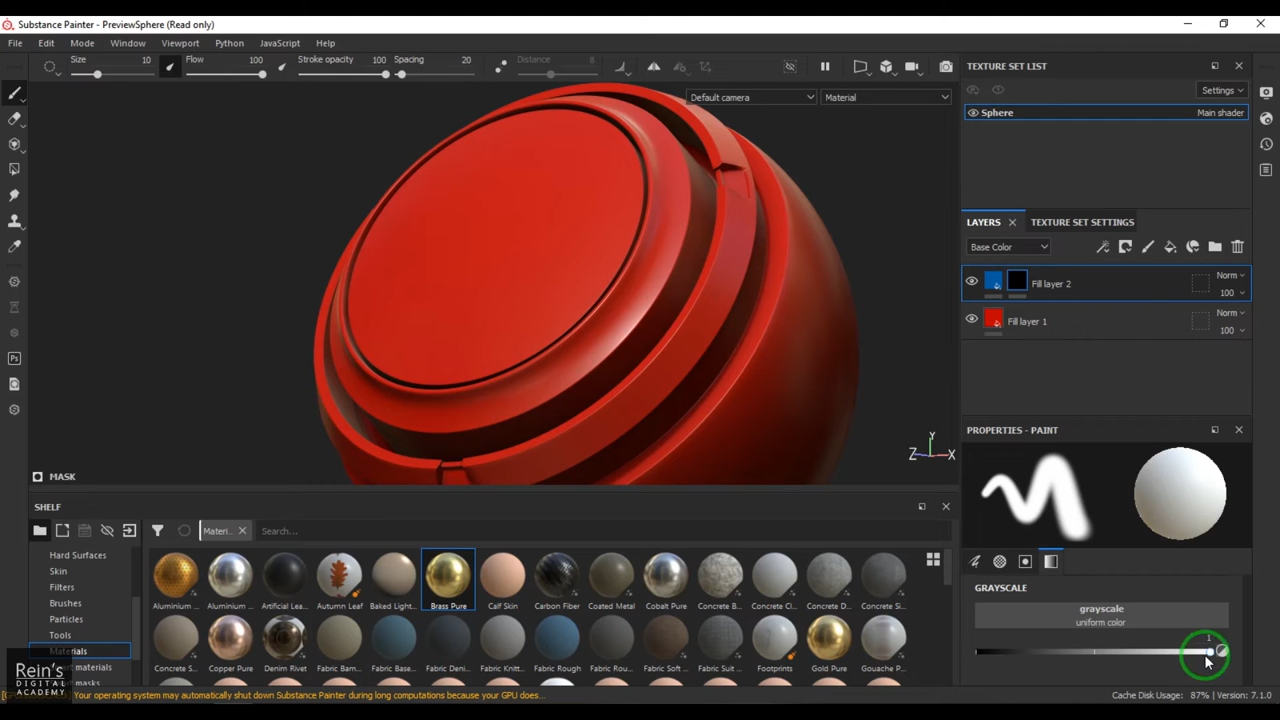 Substance Painter - PreviewSphere (Read only)
File Edit Mode Window Viewport Python JavaScript Help
Size 10 Flow 100 Stroke opacity 100 Spacing 20 Distance 8
Default camera Material
TEXTURE SET LIST
Settings
Sphere Main shader
LAYERS TEXTURE SET SETTINGS
Base Color
Fill layer 2 Norm
100
Fill layer 1 Norm
100
PROPERTIES - PAINT
Y
Z X
MASK
SHELF
Materi... Search...
Hard Surfaces
Skin
Filters
Brushes
Particles
Tools
Materials
Aluminium ... Aluminium ... Artificial Lea... Autumn Leaf Baked Light... Brass Pure Calf Skin Carbon Fiber Coated Metal Cobalt Pure Concrete B... Concrete Cl... Concrete D... Concrete Si...
Concrete S... Copper Pure Denim Rivet Fabric Bam... Fabric Base... Fabric Deni... Fabric Knitt... Fabric Rough Fabric Soft ... Fabric Suit ... Footprints Gold Pure Gouache P...
GRAYSCALE
grayscale
uniform color
1
Rein's
DIGITAL
ACADEMY
Your operating system may automatically shut down Substance Painter during long computations because your GPU does...
Cache Disk Usage: 87% | Version: 7.1.0